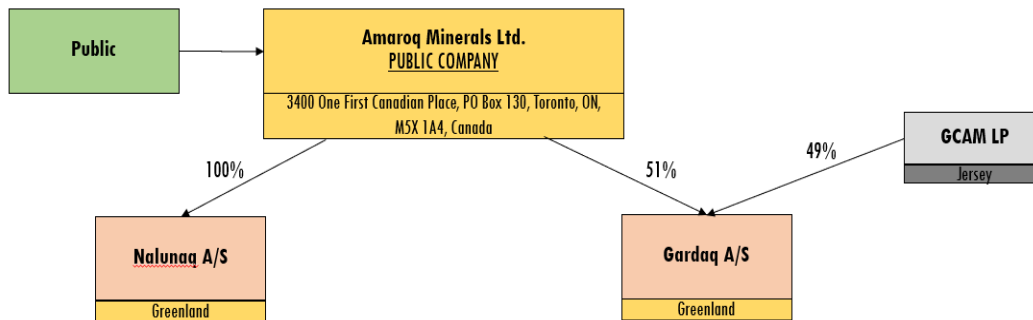 Public
Amaroq Minerals Ltd.
PUBLIC COMPANY
3400 One First Canadian Place, PO Box 130, Toronto, ON,
M5X 1A4, Canada
GCAM LP
Jersey
100%
51%
49%
Nalunaq A/S
Greenland
Gardaq A/S
Greenland